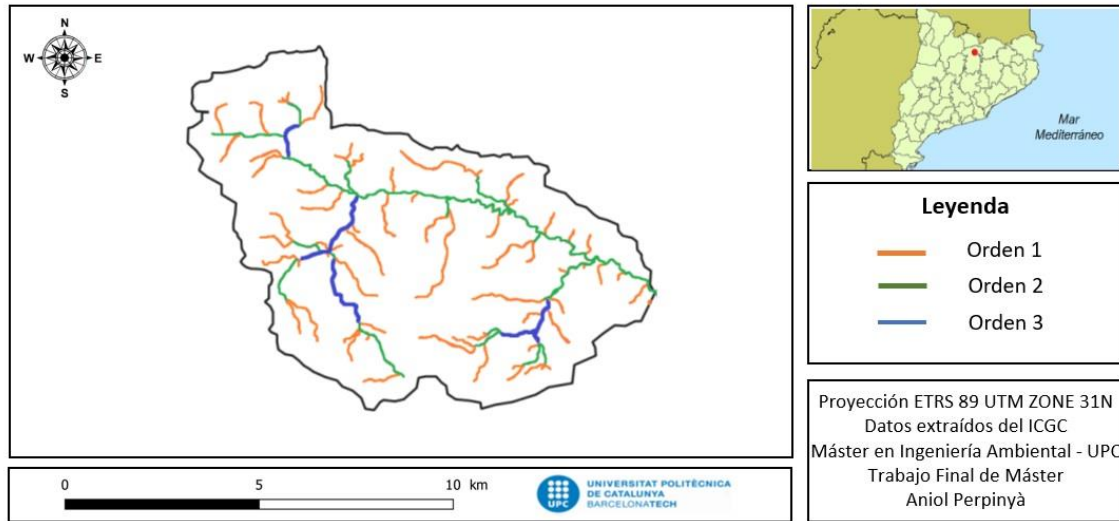 N
W E
S
Mar
Mediterráneo
Leyenda
Orden 1
Orden 2
Orden 3
Proyección ETRS 89 UTM ZONE 31N
Datos extraídos del ICGC
Máster en Ingeniería Ambiental - UPC
Trabajo Final de Máster
Aniol Perpinyà
0 5 10 km
UPC
UNIVERSITAT POLITÈCNICA
DE CATALUNYA
BARCELONATECH